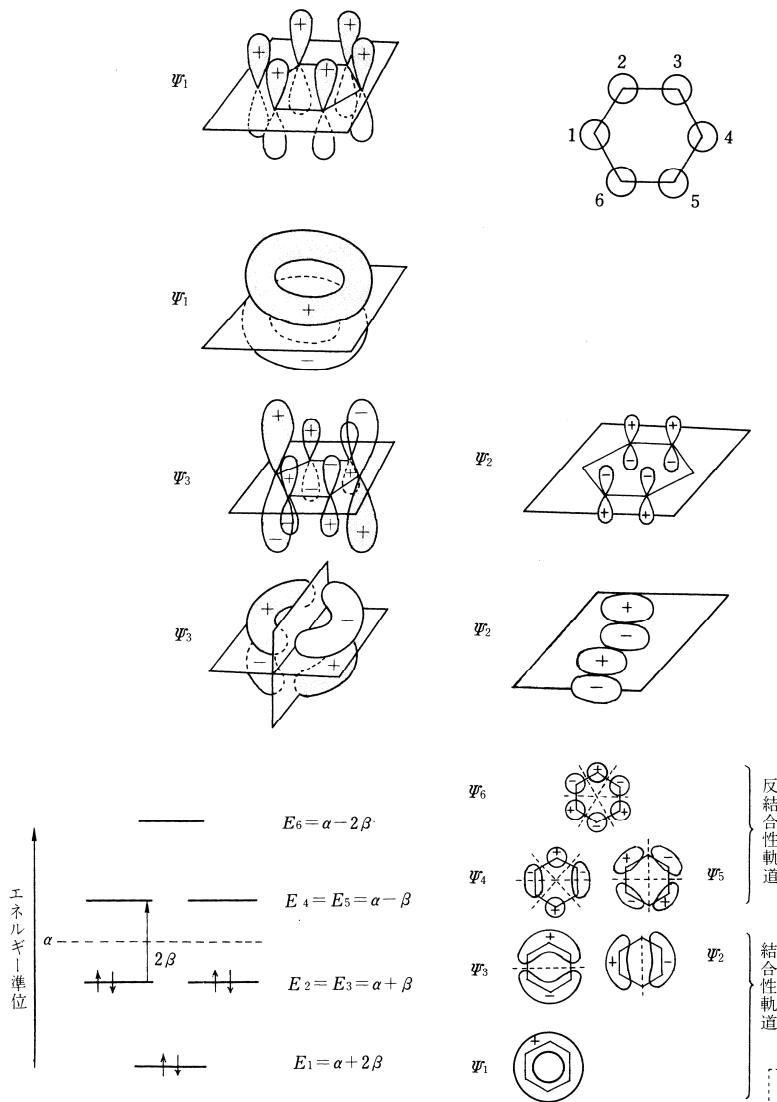 Ψ₁
+ + + + + +
2 3
1 4
6 5
Ψ₁
+
−
Ψ₃
+ + − −
+ − + +
− − +  +
Ψ₂
+ +
− −
− −
+ +
Ψ₃
+ −
− +
Ψ₂
+
−
+
−
エネルギー準位
E₆=α−2β
E₄=E₅=α−β
α
2β
E₂=E₃=α+β
E₁=α+2β
Ψ₆
+
− −
+ +
−
Ψ₄
+
− −
+
Ψ₅
+ −
− +
反結合性軌道
Ψ₃
+
−
Ψ₂
+ −
結合性軌道
Ψ₁
+